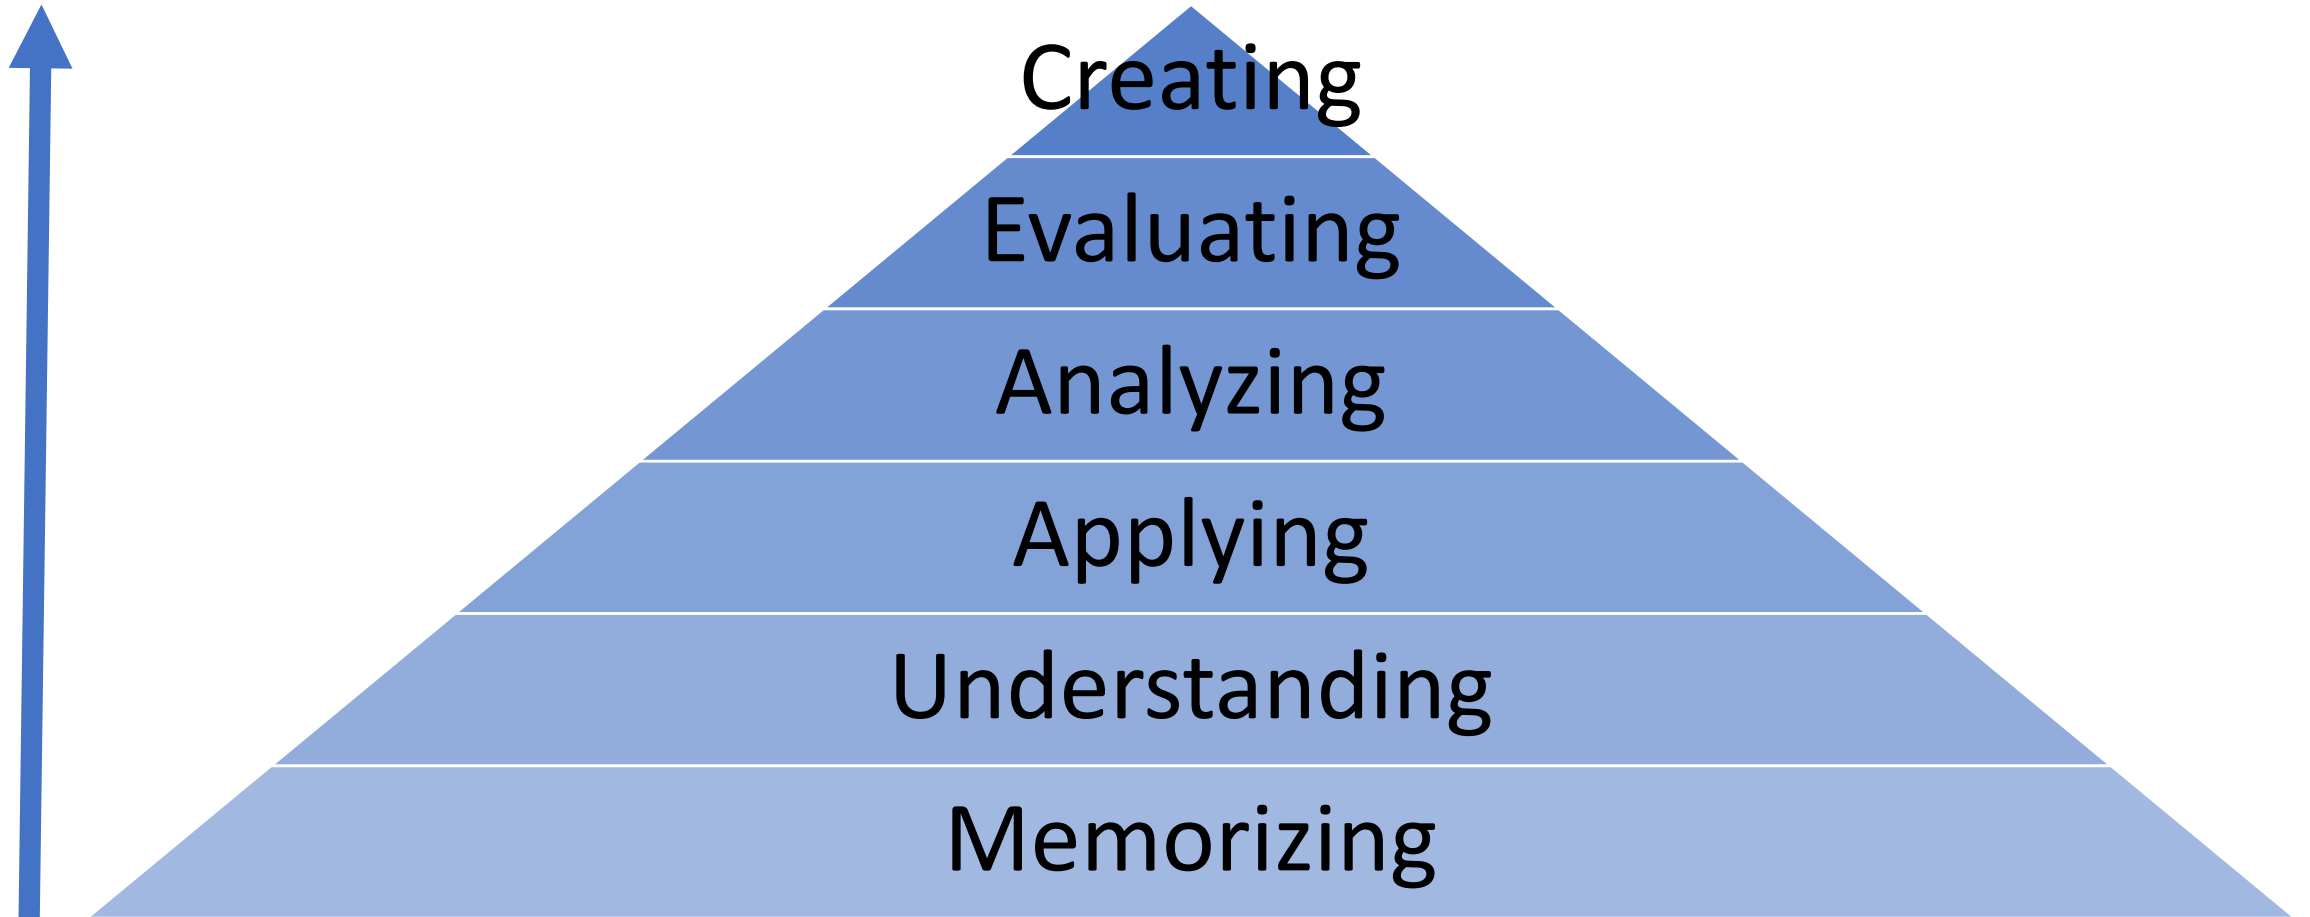 Creating
Evaluating
Analyzing
Applying
Understanding
Memorizing